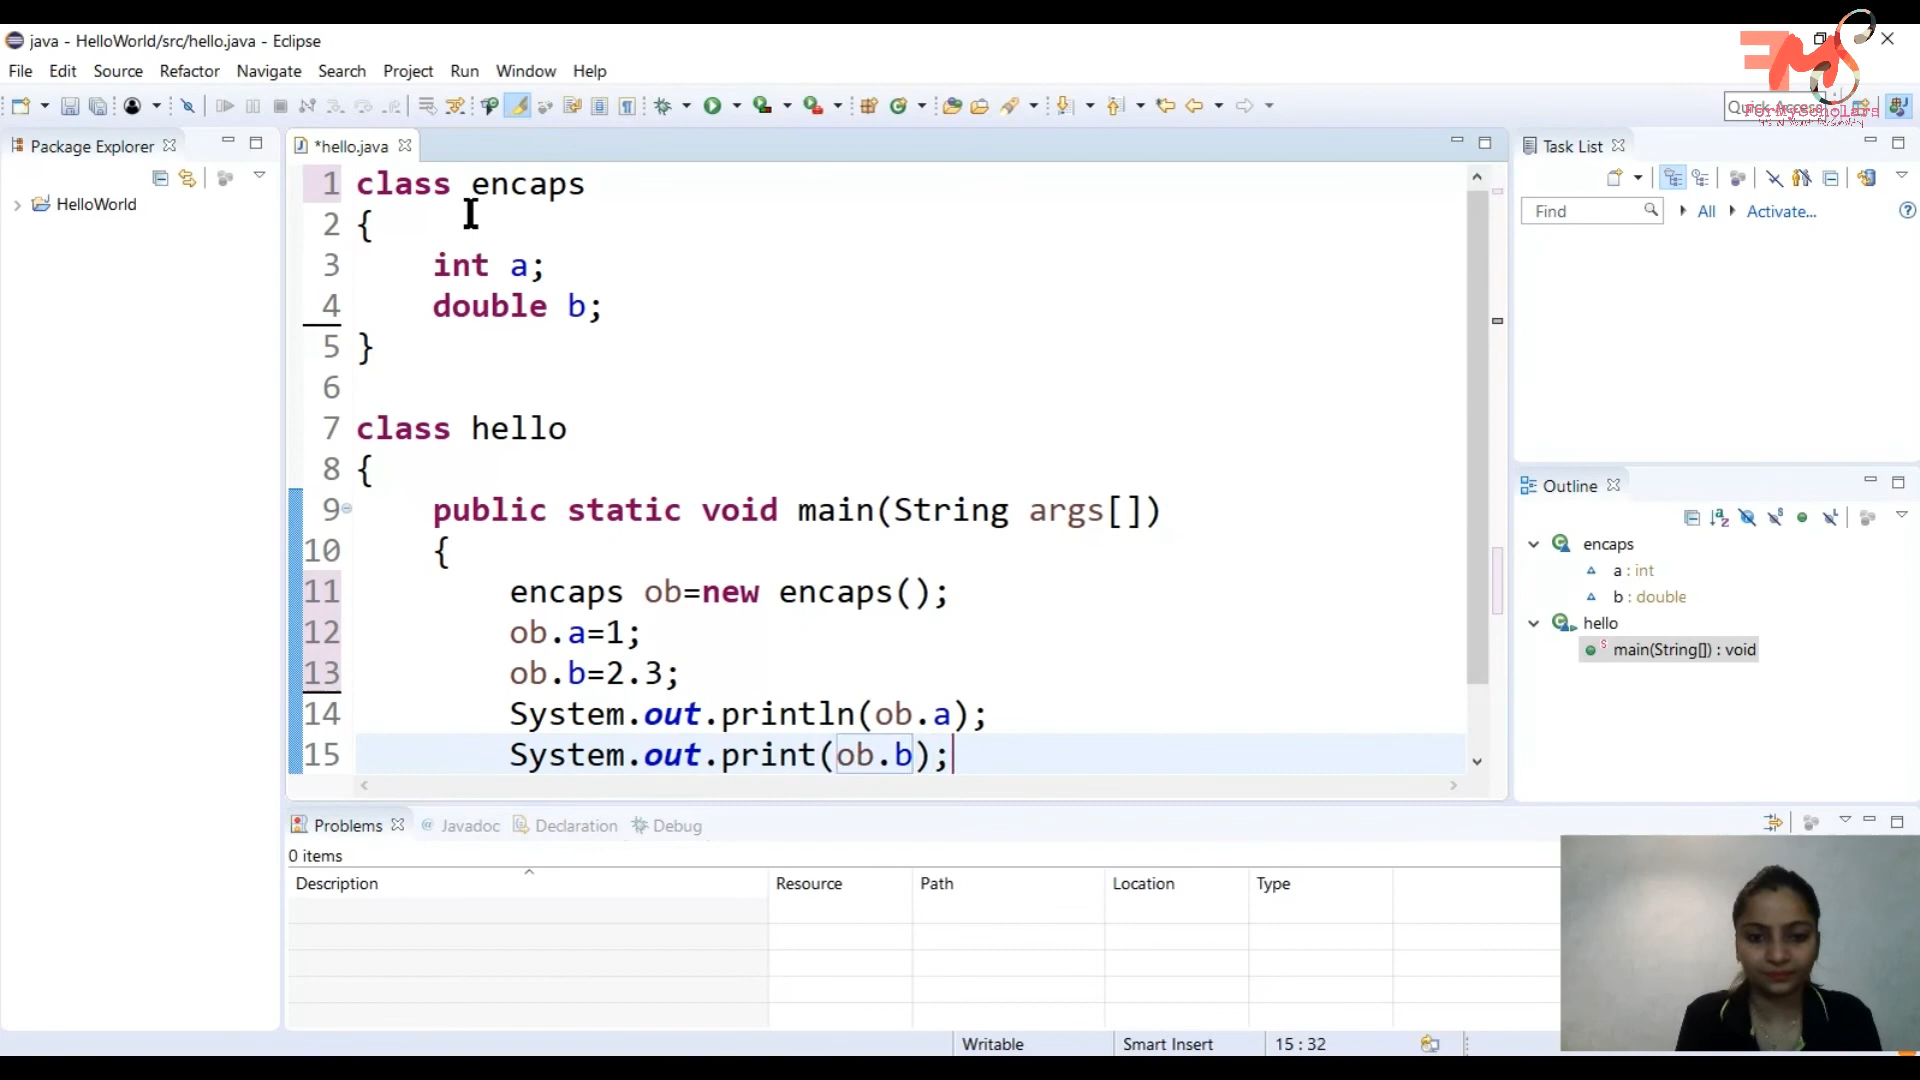 java - HelloWorld/src/hello.java - Eclipse
File Edit Source Refactor Navigate Search Project Run Window Help
Quick Access
ForMyScholars
Package Explorer
HelloWorld
*hello.java
1 class encaps
2 {
3 int a;
4 double b;
5 }
6
7 class hello
8 {
9 public static void main(String args[])
10 {
11 encaps ob=new encaps();
12 ob.a=1;
13 ob.b=2.3;
14 System.out.println(ob.a);
15 System.out.print(ob.b);
Task List
Find All Activate...
Outline
encaps
a : int
b : double
hello
main(String[]) : void
Problems Javadoc Declaration Debug
0 items
Description Resource Path Location Type
Writable Smart Insert 15 : 32